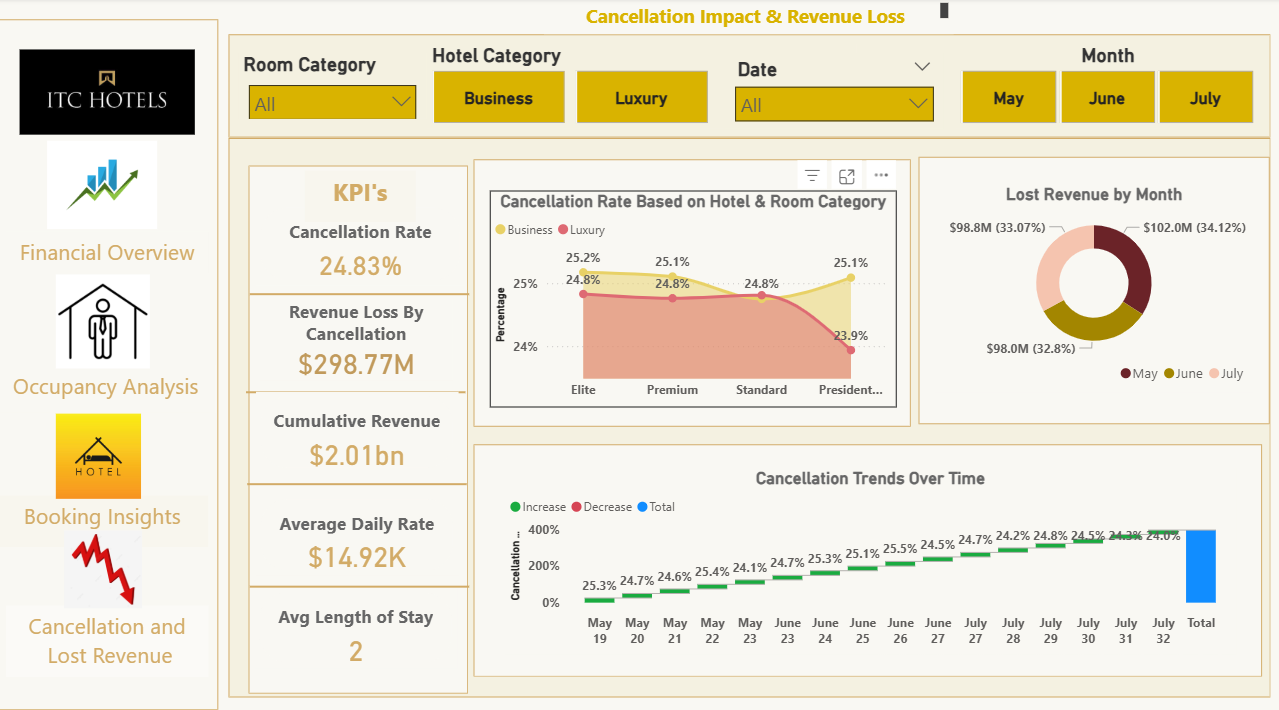 Cancellation Impact & Revenue Loss
ITC HOTELS
Financial Overview
Occupancy Analysis
HOTEL
Booking Insights
Cancellation and
Lost Revenue
Room Category
All
Hotel Category
Business
Luxury
Date
All
Month
May
June
July
KPI's
Cancellation Rate
24.83%
Revenue Loss By
Cancellation
$298.77M
Cumulative Revenue
$2.01bn
Average Daily Rate
$14.92K
Avg Length of Stay
2
Cancellation Rate Based on Hotel & Room Category
Business Luxury
Percentage
25%
24%
25.2% 25.1% 25.1%
24.8% 24.8% 24.8%
23.9%
Elite Premium Standard President...
Lost Revenue by Month
$98.8M (33.07%) $102.0M (34.12%)
$98.0M (32.8%)
May June July
Cancellation Trends Over Time
Increase Decrease Total
Cancellation ...
400%
200%
0%
25.3% 24.7% 24.6% 25.4% 24.1% 24.7% 25.3% 25.1% 25.5% 24.5% 24.7% 24.2% 24.8% 24.5% 24.3% 24.0%
May May May May May June June June June June July July July July July July Total
19 20 21 22 23 23 24 25 26 27 27 28 29 30 31 32